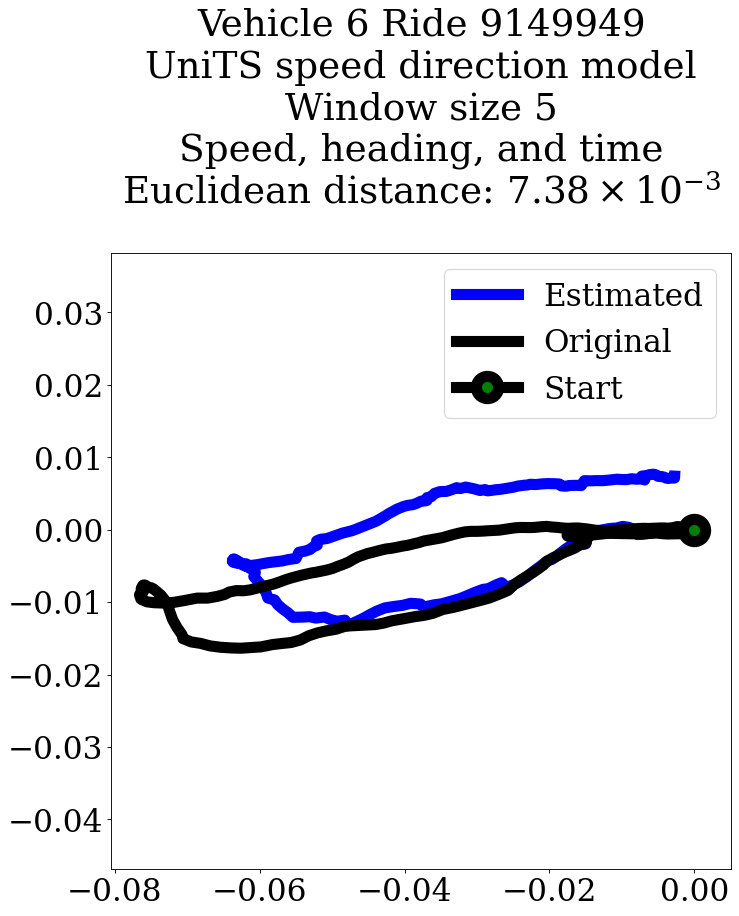 Vehicle 6 Ride 9149949
UniTS speed direction model
Window size 5
Speed, heading, and time
Euclidean distance: 7.38 × 10⁻³
Estimated
Original
Start
0.03
0.02
0.01
0.00
−0.01
−0.02
−0.03
−0.04
−0.08 −0.06 −0.04 −0.02 0.00